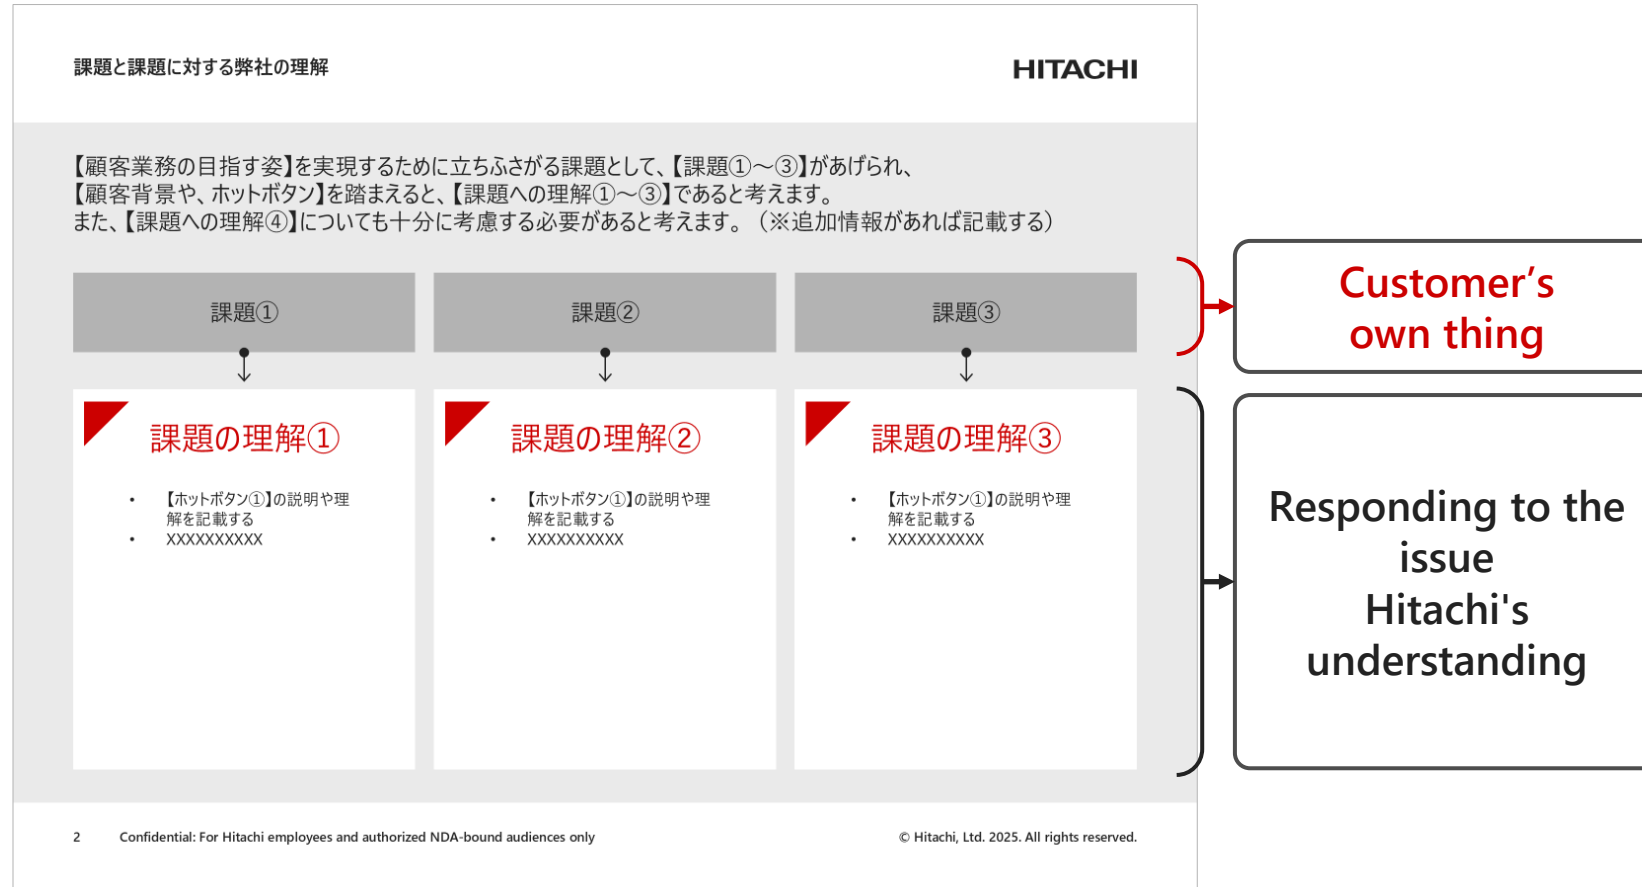 課題と課題に対する弊社の理解
HITACHI
【顧客業務の目指す姿】を実現するために立ちふさがる課題として、【課題①～③】があげられ、
【顧客背景や、ホットボタン】を踏まえると、【課題への理解①～③】であると考えます。
また、【課題への理解④】についても十分に考慮する必要があると考えます。（※追加情報があれば記載する）
課題①
課題②
課題③
Customer’s
own thing
課題の理解①
• 【ホットボタン①】の説明や理
解を記載する
• XXXXXXXXXX
課題の理解②
• 【ホットボタン①】の説明や理
解を記載する
• XXXXXXXXXX
課題の理解③
• 【ホットボタン①】の説明や理
解を記載する
• XXXXXXXXXX
Responding to the
issue
Hitachi's
understanding
2 Confidential: For Hitachi employees and authorized NDA-bound audiences only
© Hitachi, Ltd. 2025. All rights reserved.